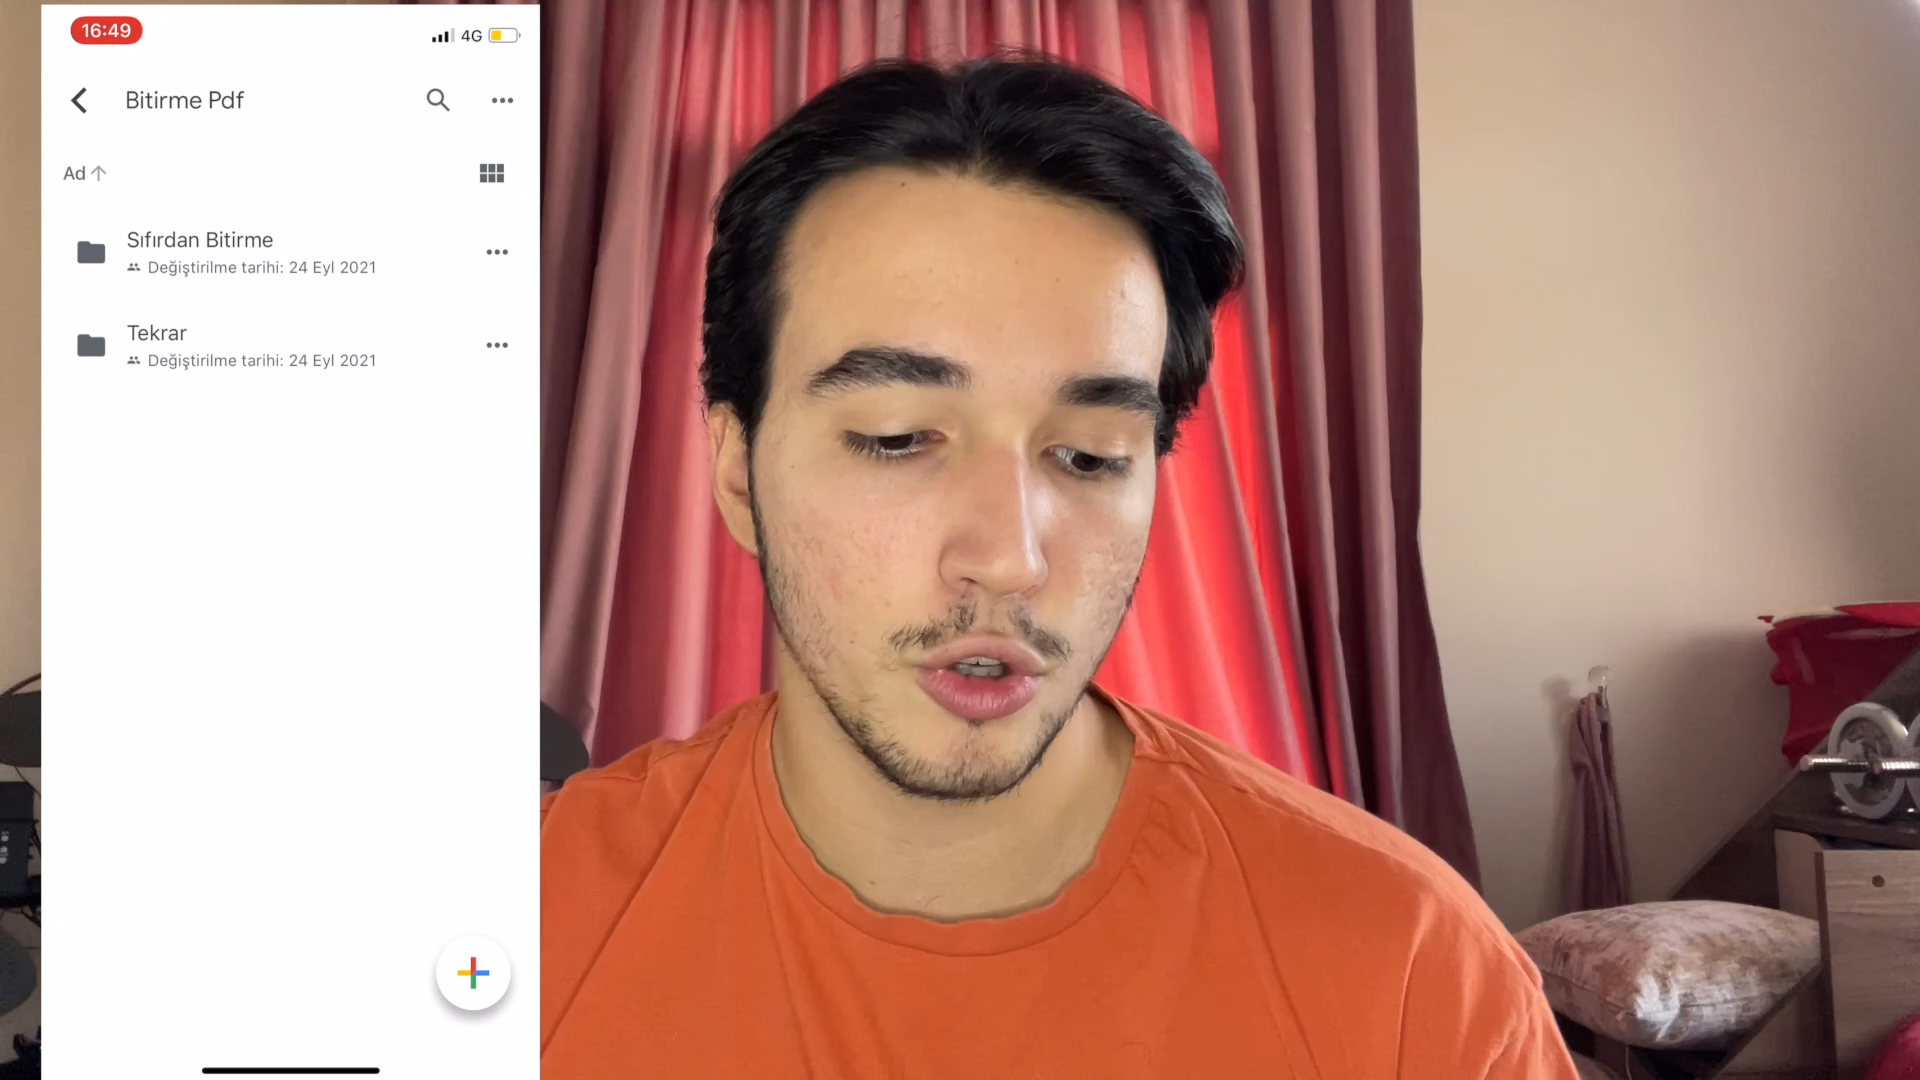 16:49
4G
Bitirme Pdf
Ad
Sıfırdan Bitirme
Değiştirilme tarihi: 24 Eyl 2021
Tekrar
Değiştirilme tarihi: 24 Eyl 2021